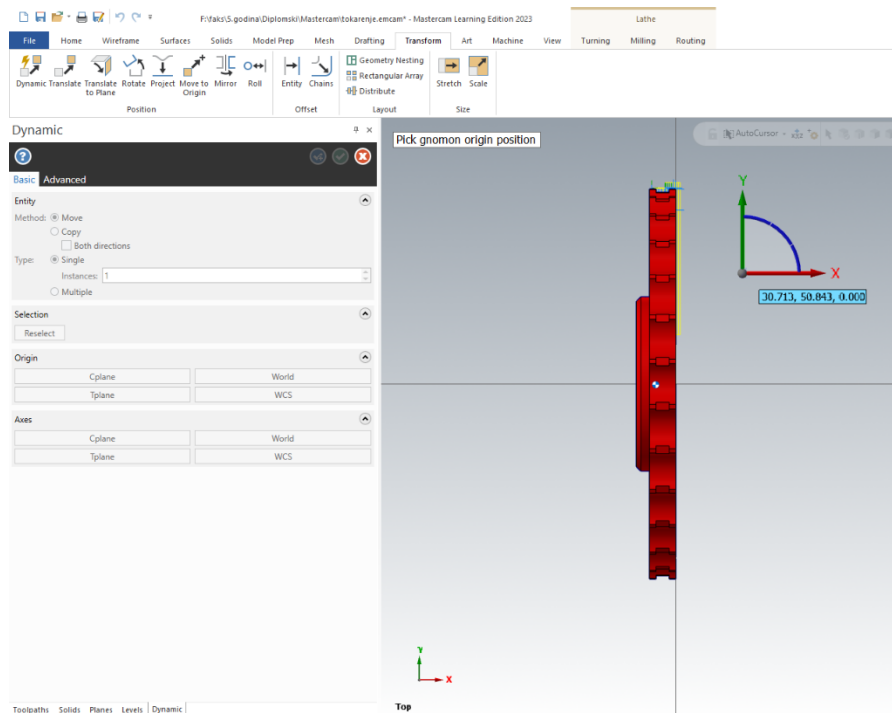 F:\faks\5.godina\Diplomski\Mastercam\tokarenje.emcam* - Mastercam Learning Edition 2023
Lathe
File Home Wireframe Surfaces Solids Model Prep Mesh Drafting Transform Art Machine View Turning Milling Routing
Dynamic Translate Translate to Plane Rotate Project Move to Origin Mirror Roll
Entity Chains
Geometry Nesting
Rectangular Array
Distribute
Stretch Scale
Position Offset Layout Size
Dynamic
Basic Advanced
Entity
Method: Move
Copy
Both directions
Type: Single
Instances: 1
Multiple
Selection
Reselect
Origin
Cplane World
Tplane WCS
Axes
Cplane World
Tplane WCS
Toolpaths Solids Planes Levels Dynamic
Pick gnomon origin position
AutoCursor
Y
X
30.713, 50.843, 0.000
Y
X
Top